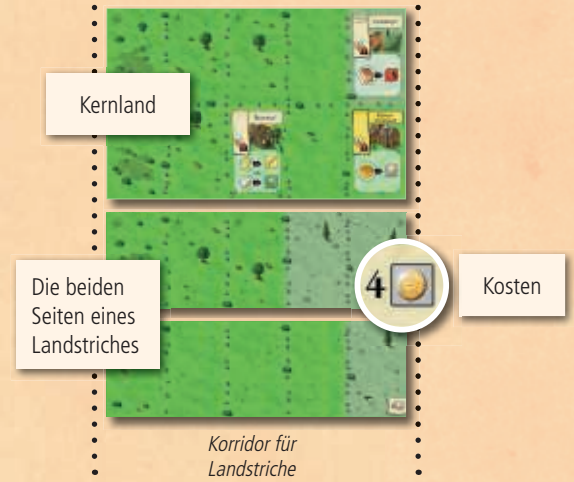 Kernland
Die beiden
Seiten eines
Landstriches
4
Kosten
Korridor für
Landstriche